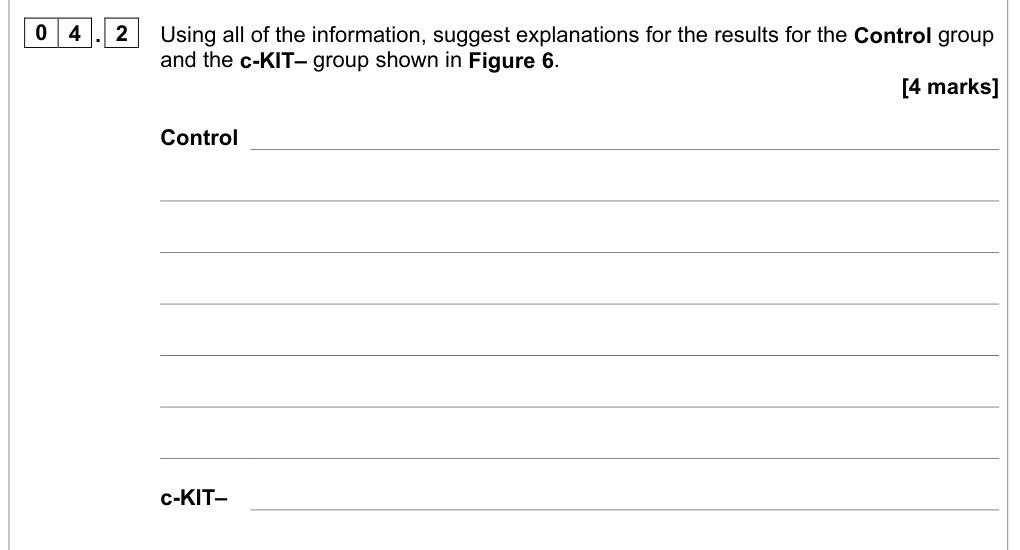 0 4 . 2 Using all of the information, suggest explanations for the results for the Control group
and the c-KIT– group shown in Figure 6.
[4 marks]
Control
c-KIT–